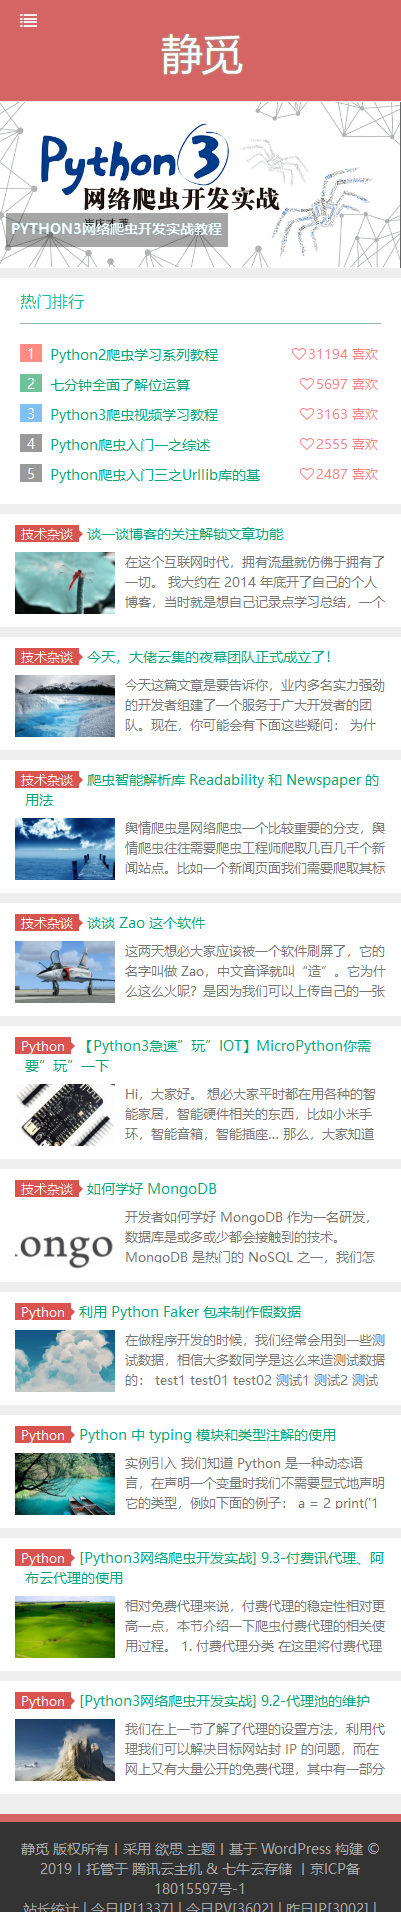 静觅
Python 3
网络爬虫开发实战
PYTHON3网络爬虫开发实战教程
热门排行
1 Python2爬虫学习系列教程 31194 喜欢
2 七分钟全面了解位运算 5697 喜欢
3 Python3爬虫视频学习教程 3163 喜欢
4 Python爬虫入门一之综述 2555 喜欢
5 Python爬虫入门三之Urllib库的基 2487 喜欢
技术杂谈 谈一谈博客的关注解锁文章功能
在这个互联网时代，拥有流量就仿佛于拥有了
一切。 我大约在 2014 年底开了自己的个人
博客，当时就是想自己记录点学习总结，一个
技术杂谈 今天，大佬云集的夜幕团队正式成立了！
今天这篇文章是要告诉你，业内多名实力强劲
的开发者组建了一个服务于广大开发者的团
队。现在，你可能会有下面这些疑问： 为什
技术杂谈 爬虫智能解析库 Readability 和 Newspaper 的
用法
舆情爬虫是网络爬虫一个比较重要的分支，舆
情爬虫往往需要爬虫工程师爬取几百几千个新
闻站点。比如一个新闻页面我们需要爬取其标
技术杂谈 谈谈 Zao 这个软件
这两天想必大家应该被一个软件刷屏了，它的
名字叫做 Zao，中文音译就叫“造”。它为什
么这么火呢？是因为我们可以上传自己的一张
Python 【Python3急速”玩”IOT】MicroPython你需
要”玩”一下
Hi，大家好。 想必大家平时都在用各种的智
能家居，智能硬件相关的东西，比如小米手
环，智能音箱，智能插座... 那么，大家知道
技术杂谈 如何学好 MongoDB
ongo
开发者如何学好 MongoDB 作为一名研发，
数据库是或多或少都会接触到的技术。
MongoDB 是热门的 NoSQL 之一，我们怎
Python 利用 Python Faker 包来制作假数据
在做程序开发的时候，我们经常会用到一些测
试数据，相信大多数同学是这么来造测试数据
的： test1 test01 test02 测试1 测试2 测试
Python Python 中 typing 模块和类型注解的使用
实例引入 我们知道 Python 是一种动态语
言，在声明一个变量时我们不需要显式地声明
它的类型，例如下面的例子： a = 2 print('1
Python [Python3网络爬虫开发实战] 9.3-付费讯代理、阿
布云代理的使用
相对免费代理来说，付费代理的稳定性相对更
高一点，本节介绍一下爬虫付费代理的相关使
用过程。 1. 付费代理分类 在这里将付费代理
Python [Python3网络爬虫开发实战] 9.2-代理池的维护
我们在上一节了解了代理的设置方法，利用代
理我们可以解决目标网站封 IP 的问题，而在
网上又有大量公开的免费代理，其中有一部分
静觅 版权所有丨采用 欲思 主题丨基于 WordPress 构建 ©
2019丨托管于 腾讯云主机 & 七牛云存储 丨京ICP备
18015597号-1
站长统计 | 今日IP[1337] | 今日PV[3602] | 昨日IP[3002] |